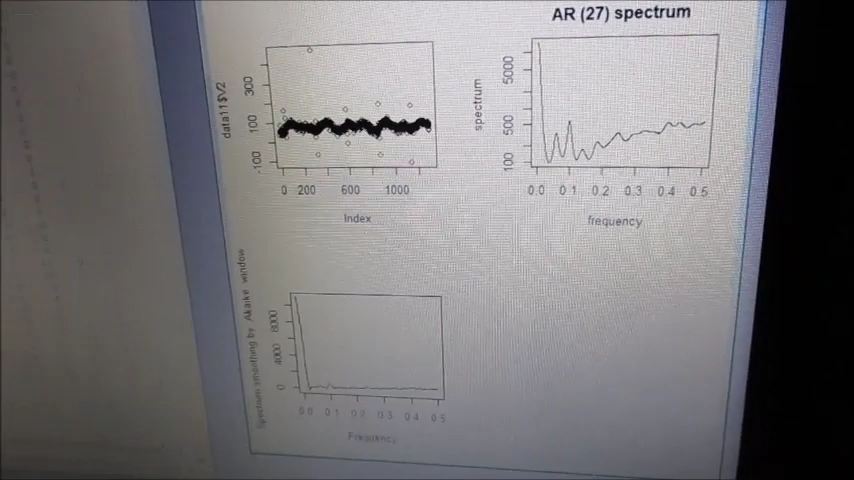 AR (27) spectrum
data11$V2
-100 100 300
0 200 600 1000
Index
spectrum
100 500 5000
0.0 0.1 0.2 0.3 0.4 0.5
frequency
Spectrum smoothing by Akaike window
0 4000 8000
0.0 0.1 0.2 0.3 0.4 0.5
Frequency